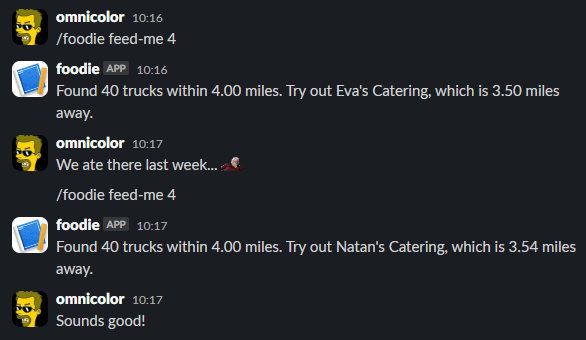 omnicolor 10:16
/foodie feed-me 4
foodie APP 10:16
Found 40 trucks within 4.00 miles. Try out Eva's Catering, which is 3.50 miles
away.
omnicolor 10:17
We ate there last week...
/foodie feed-me 4
foodie APP 10:17
Found 40 trucks within 4.00 miles. Try out Natan's Catering, which is 3.54 miles
away.
omnicolor 10:17
Sounds good!